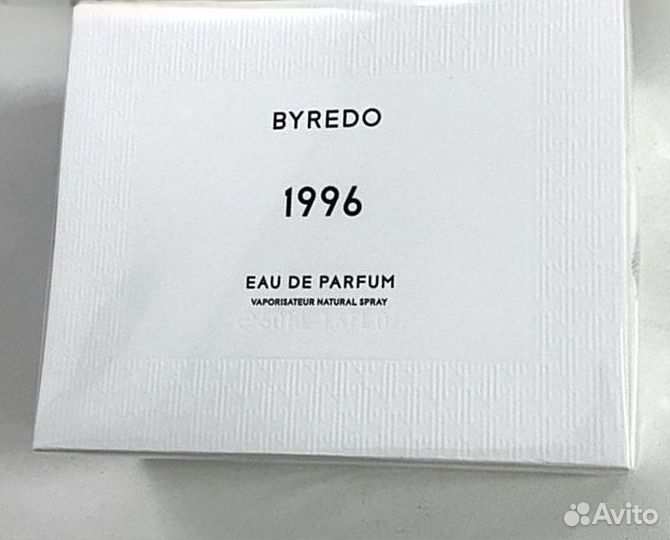 BYREDO
1996
EAU DE PARFUM
VAPORISATEUR NATURAL SPRAY
Avito